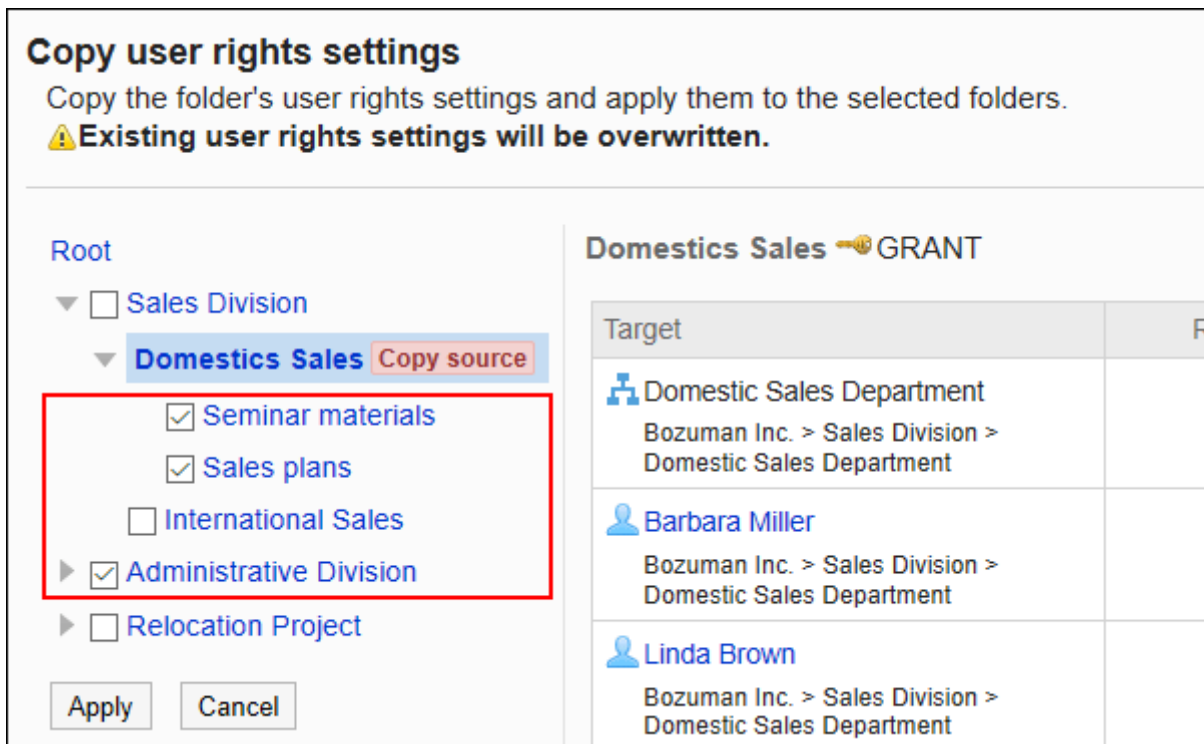 Copy user rights settings
Copy the folder's user rights settings and apply them to the selected folders.
Existing user rights settings will be overwritten.
Root
Sales Division
Domestics Sales Copy source
Seminar materials
Sales plans
International Sales
Administrative Division
Relocation Project
Apply Cancel
Domestics Sales GRANT
Target
Domestic Sales Department
Bozuman Inc. > Sales Division >
Domestic Sales Department
Barbara Miller
Bozuman Inc. > Sales Division >
Domestic Sales Department
Linda Brown
Bozuman Inc. > Sales Division >
Domestic Sales Department